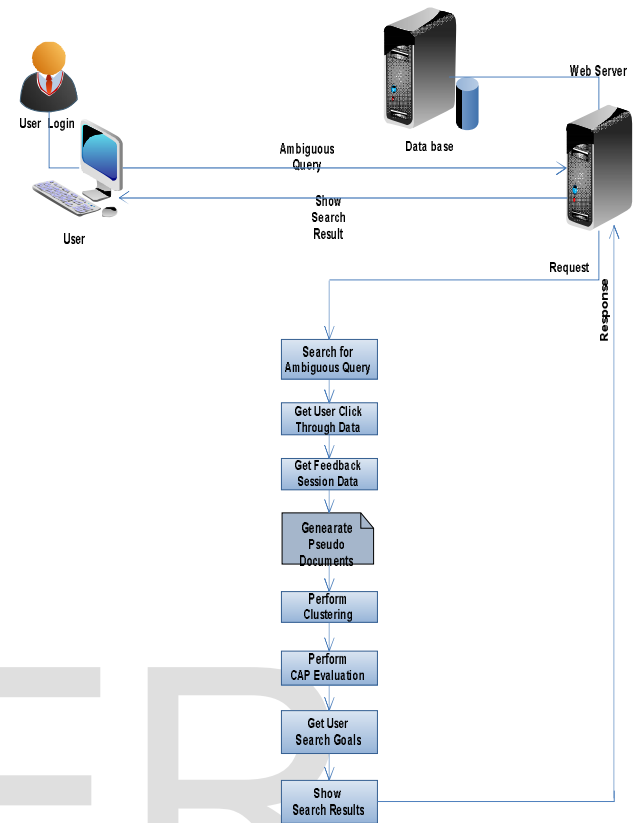 Web Server
User Login
Data base
Ambiguous
Query
Show
Search
Result
User
Request
Response
Search for
Ambiguous Query
Get User Click
Through Data
Get Feedback
Session Data
Genearate
Pseudo
Documents
Perform
Clustering
Perform
CAP Evaluation
Get User
Search Goals
Show
Search Results
ER